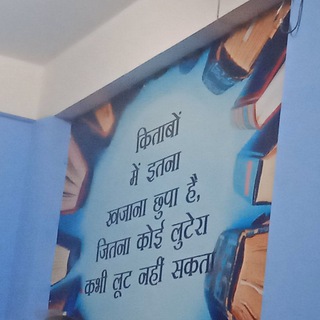 किताबों
में इतना
खजाना छुपा है,
जितना कोई लुटेरा
कभी लूट नहीं सकता